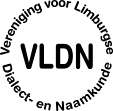 Vereniging voor Limburgse
VLDN
Dialect- en Naamkunde